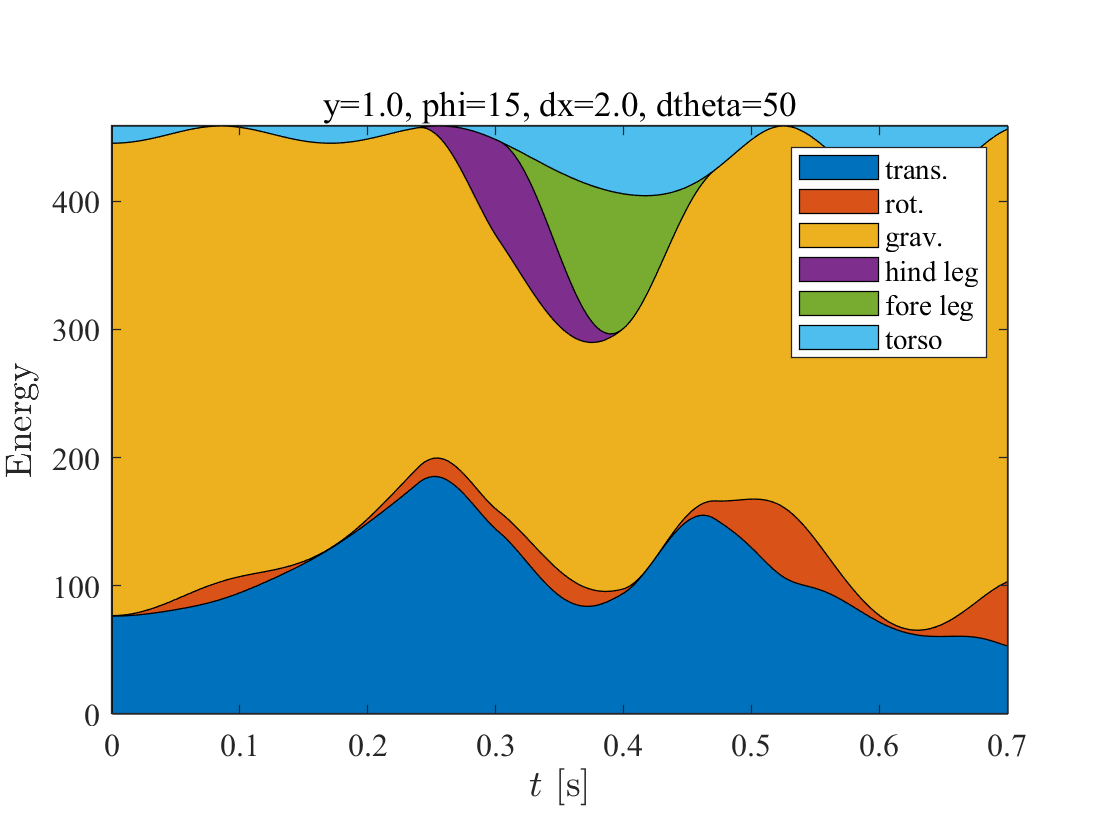 y=1.0, phi=15, dx=2.0, dtheta=50
Energy
400
300
200
100
0
trans.
rot.
grav.
hind leg
fore leg
torso
0 0.1 0.2 0.3 0.4 0.5 0.6 0.7
t [s]